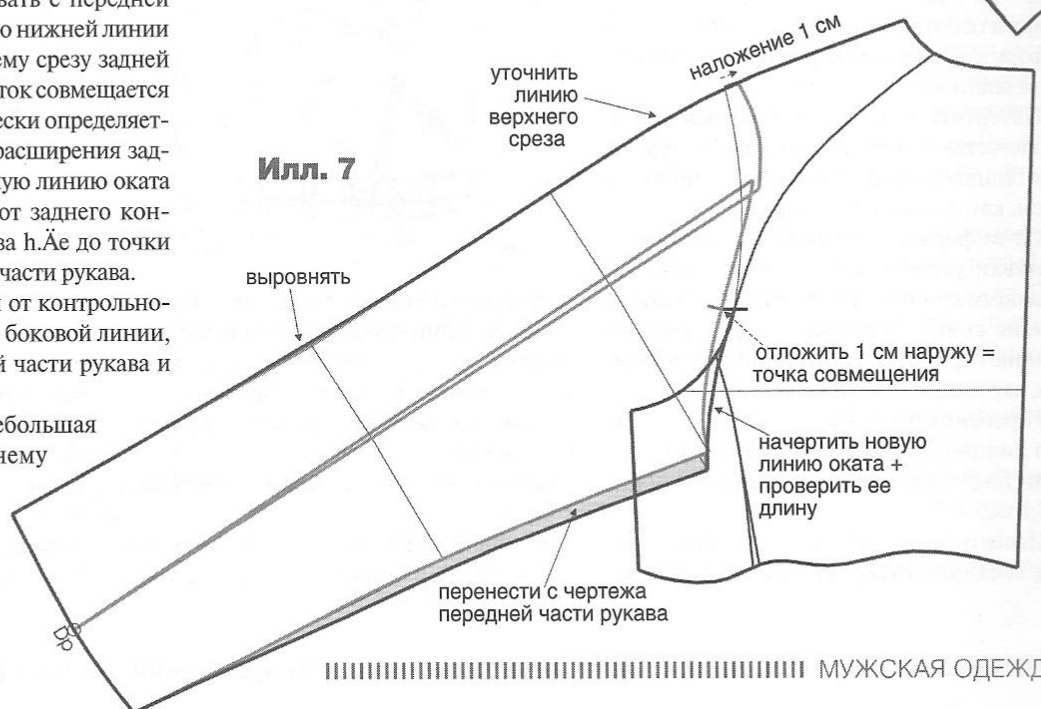 вать с передней
о нижней линии
ему срезу задней
ток совмещается
ески определяет-
расширения зад-
ую линию оката
от заднего кон-
ва h.Äe до точки
части рукава.
от контрольно-
боковой линии,
й части рукава и
ебольшая
нему
Илл. 7
наложение 1 см
уточнить
линию
верхнего
среза
выровнять
отложить 1 см наружу =
точка совмещения
начертить новую
линию оката +
проверить ее
длину
перенести с чертежа
передней части рукава
Dp
МУЖСКАЯ ОДЕЖД